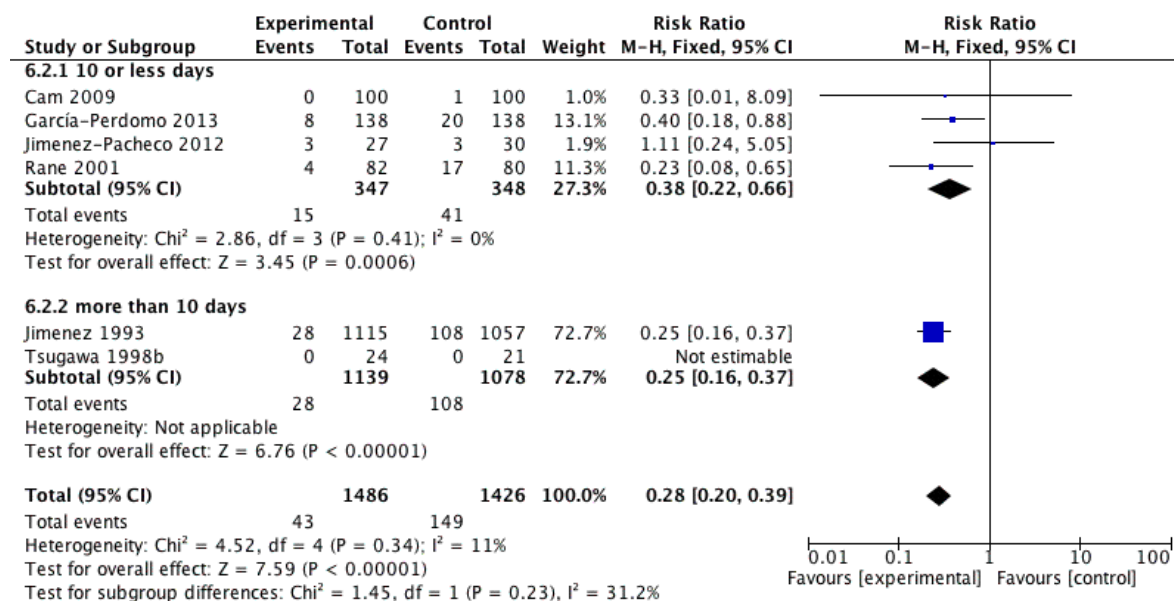 Experimental Control Risk Ratio Risk Ratio
Study or Subgroup Events Total Events Total Weight M-H, Fixed, 95% CI M-H, Fixed, 95% CI
6.2.1 10 or less days
Cam 2009 0 100 1 100 1.0% 0.33 [0.01, 8.09]
García-Perdomo 2013 8 138 20 138 13.1% 0.40 [0.18, 0.88]
Jimenez-Pacheco 2012 3 27 3 30 1.9% 1.11 [0.24, 5.05]
Rane 2001 4 82 17 80 11.3% 0.23 [0.08, 0.65]
Subtotal (95% CI) 347 348 27.3% 0.38 [0.22, 0.66]
Total events 15 41
Heterogeneity: Chi² = 2.86, df = 3 (P = 0.41); I² = 0%
Test for overall effect: Z = 3.45 (P = 0.0006)
6.2.2 more than 10 days
Jimenez 1993 28 1115 108 1057 72.7% 0.25 [0.16, 0.37]
Tsugawa 1998b 0 24 0 21 Not estimable
Subtotal (95% CI) 1139 1078 72.7% 0.25 [0.16, 0.37]
Total events 28 108
Heterogeneity: Not applicable
Test for overall effect: Z = 6.76 (P < 0.00001)
Total (95% CI) 1486 1426 100.0% 0.28 [0.20, 0.39]
Total events 43 149
Heterogeneity: Chi² = 4.52, df = 4 (P = 0.34); I² = 11%
Test for overall effect: Z = 7.59 (P < 0.00001)
Test for subgroup differences: Chi² = 1.45, df = 1 (P = 0.23), I² = 31.2%
0.01 0.1 1 10 100
Favours [experimental] Favours [control]